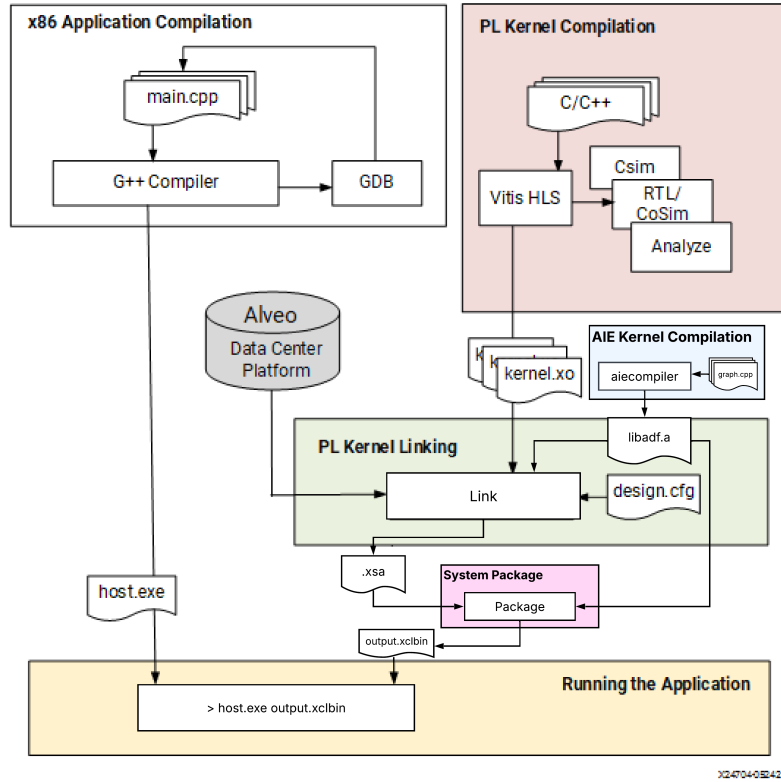 x86 Application Compilation
main.cpp
G++ Compiler
GDB
PL Kernel Compilation
C/C++
Vitis HLS
Csim
RTL/
CoSim
Analyze
Alveo
Data Center
Platform
k
k
kernel.xo
AIE Kernel Compilation
aiecompiler
graph.cpp
PL Kernel Linking
libadf.a
Link
design.cfg
.xsa
System Package
Package
host.exe
output.xclbin
Running the Application
> host.exe output.xclbin
X24704-05242